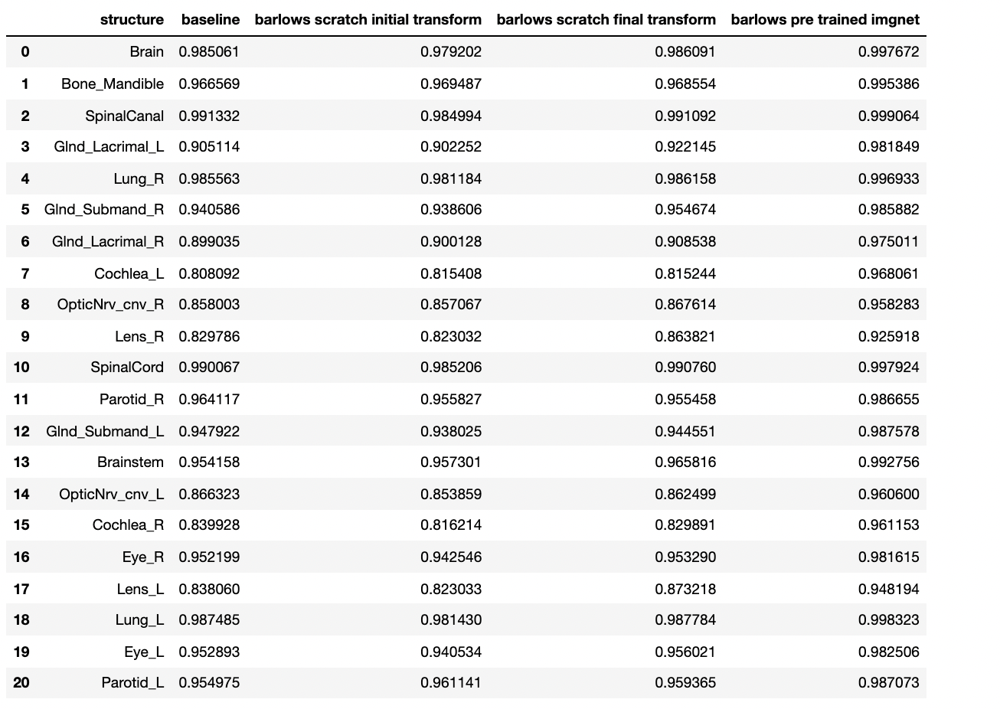 structure baseline barlows scratch initial transform barlows scratch final transform barlows pre trained imgnet
0 Brain 0.985061 0.979202 0.986091 0.997672
1 Bone_Mandible 0.966569 0.969487 0.968554 0.995386
2 SpinalCanal 0.991332 0.984994 0.991092 0.999064
3 Glnd_Lacrimal_L 0.905114 0.902252 0.922145 0.981849
4 Lung_R 0.985563 0.981184 0.986158 0.996933
5 Glnd_Submand_R 0.940586 0.938606 0.954674 0.985882
6 Glnd_Lacrimal_R 0.899035 0.900128 0.908538 0.975011
7 Cochlea_L 0.808092 0.815408 0.815244 0.968061
8 OpticNrv_cnv_R 0.858003 0.857067 0.867614 0.958283
9 Lens_R 0.829786 0.823032 0.863821 0.925918
10 SpinalCord 0.990067 0.985206 0.990760 0.997924
11 Parotid_R 0.964117 0.955827 0.955458 0.986655
12 Glnd_Submand_L 0.947922 0.938025 0.944551 0.987578
13 Brainstem 0.954158 0.957301 0.965816 0.992756
14 OpticNrv_cnv_L 0.866323 0.853859 0.862499 0.960600
15 Cochlea_R 0.839928 0.816214 0.829891 0.961153
16 Eye_R 0.952199 0.942546 0.953290 0.981615
17 Lens_L 0.838060 0.823033 0.873218 0.948194
18 Lung_L 0.987485 0.981430 0.987784 0.998323
19 Eye_L 0.952893 0.940534 0.956021 0.982506
20 Parotid_L 0.954975 0.961141 0.959365 0.987073